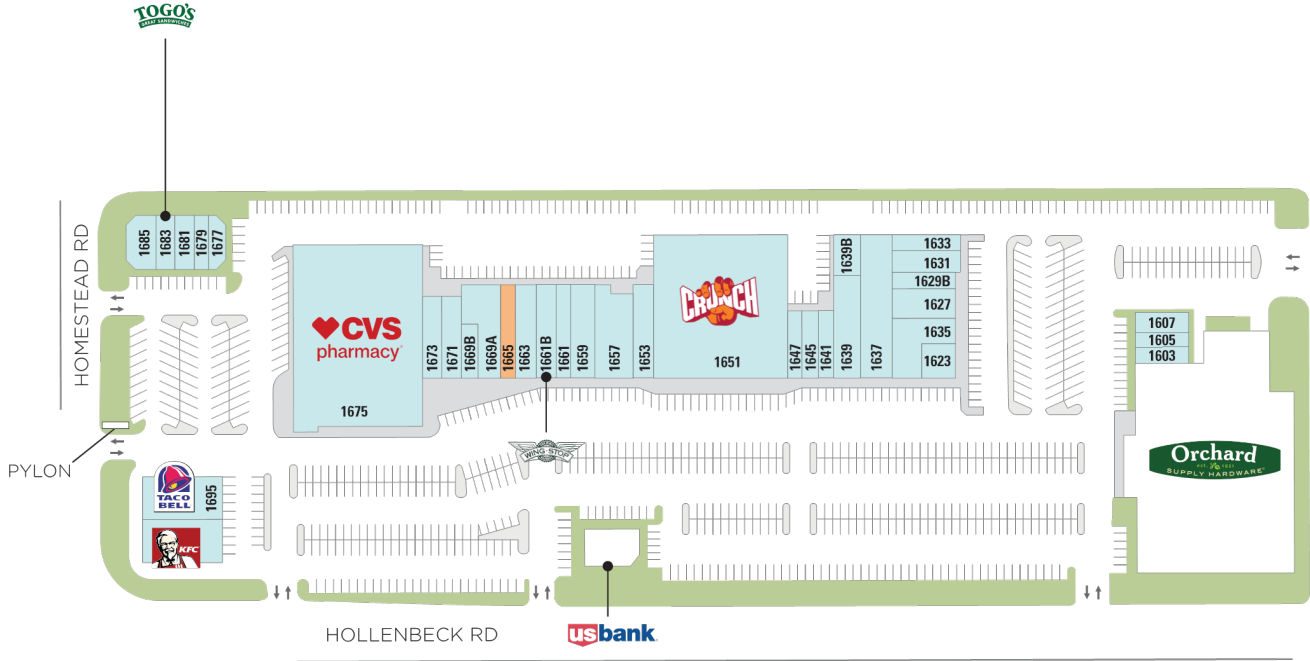 TOGO'S
GREAT SANDWICHES
HOMESTEAD RD
1685
1683
1681
1679
1677
CVS
pharmacy
1675
1673
1671
1669B
1669A
1665
1663
1661B
1661
1659
1657
1653
CRUNCH
1651
1647
1645
1641
1639B
1639
1637
1633
1631
1629B
1627
1635
1623
1607
1605
1603
PYLON
WING·STOP
TACO
BELL
1695
KFC
Orchard
est. 1931
SUPPLY HARDWARE
HOLLENBECK RD
usbank